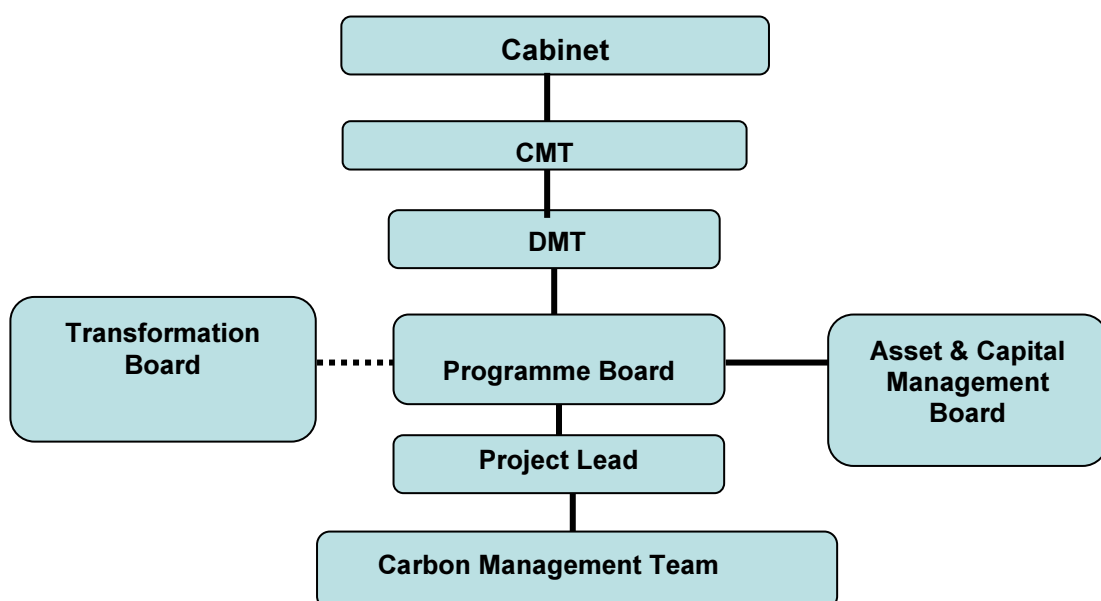 Cabinet
CMT
DMT
Transformation
Board
Programme Board
Asset & Capital
Management
Board
Project Lead
Carbon Management Team